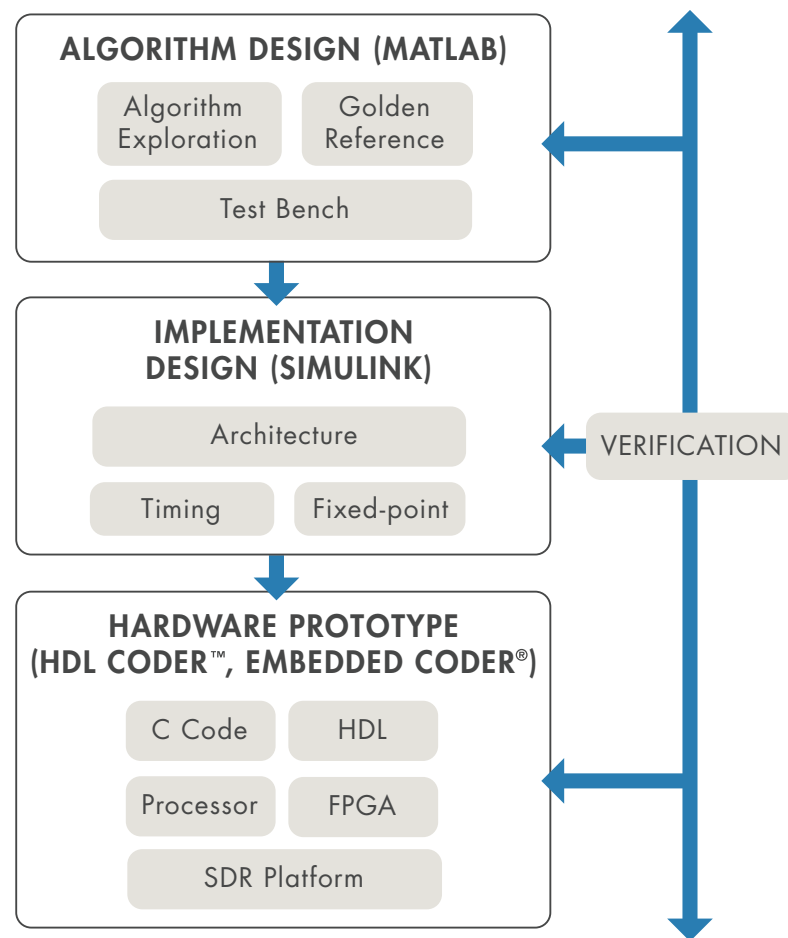 ALGORITHM DESIGN (MATLAB)
Algorithm
Exploration
Golden
Reference
Test Bench
IMPLEMENTATION
DESIGN (SIMULINK)
Architecture
Timing
Fixed-point
VERIFICATION
HARDWARE PROTOTYPE
(HDL CODER™, EMBEDDED CODER®)
C Code
HDL
Processor
FPGA
SDR Platform